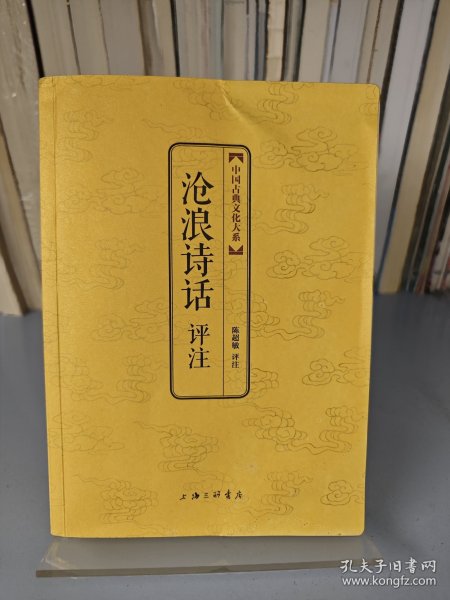 中国古典文化大系
沧浪诗话 评注
陈超敏 评注
上海三联书店
孔夫子旧书网
www.kongfz.com